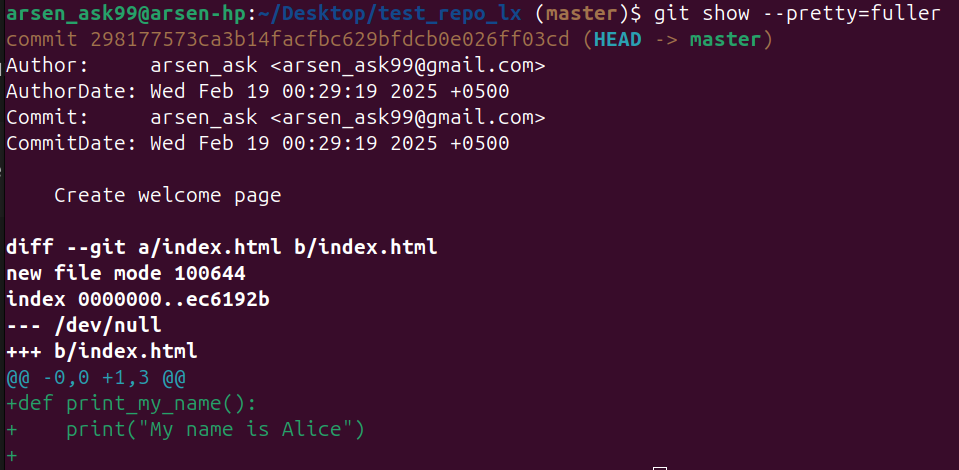 arsen_ask99@arsen-hp:~/Desktop/test_repo_lx (master)$ git show --pretty=fuller
commit 298177573ca3b14facfbc629bfdcb0e026ff03cd (HEAD -> master)
Author:     arsen_ask <arsen_ask99@gmail.com>
AuthorDate: Wed Feb 19 00:29:19 2025 +0500
Commit:     arsen_ask <arsen_ask99@gmail.com>
CommitDate: Wed Feb 19 00:29:19 2025 +0500

    Create welcome page

diff --git a/index.html b/index.html
new file mode 100644
index 0000000..ec6192b
--- /dev/null
+++ b/index.html
@@ -0,0 +1,3 @@
+def print_my_name():
+    print("My name is Alice")
+